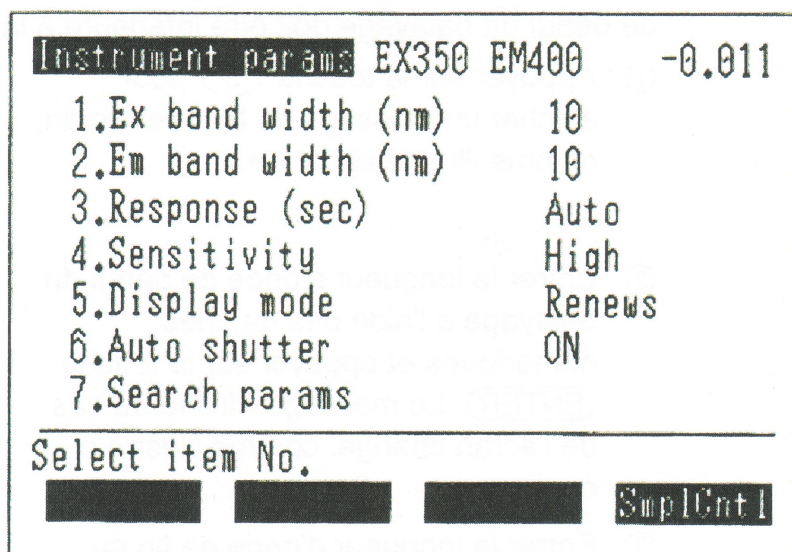 Instrument params EX350 EM400 -0.011
1.Ex band width (nm) 10
2.Em band width (nm) 10
3.Response (sec) Auto
4.Sensitivity High
5.Display mode Renews
6.Auto shutter ON
7.Search params
Select item No.
SmplCntl